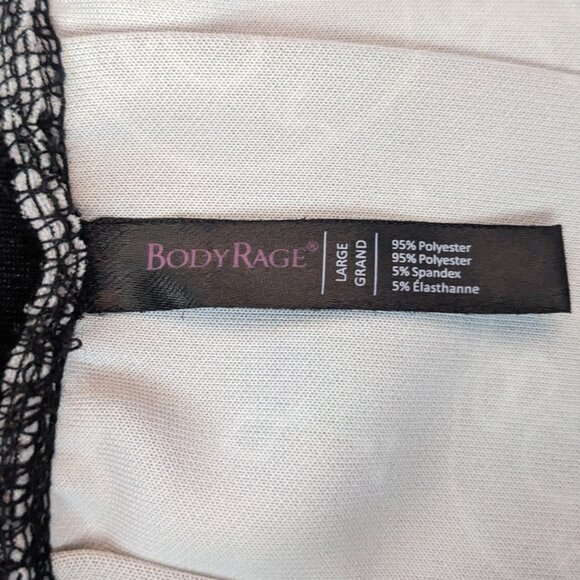 BODYRAGE®
LARGE
GRAND
95% Polyester
95% Polyester
5% Spandex
5% Élasthanne